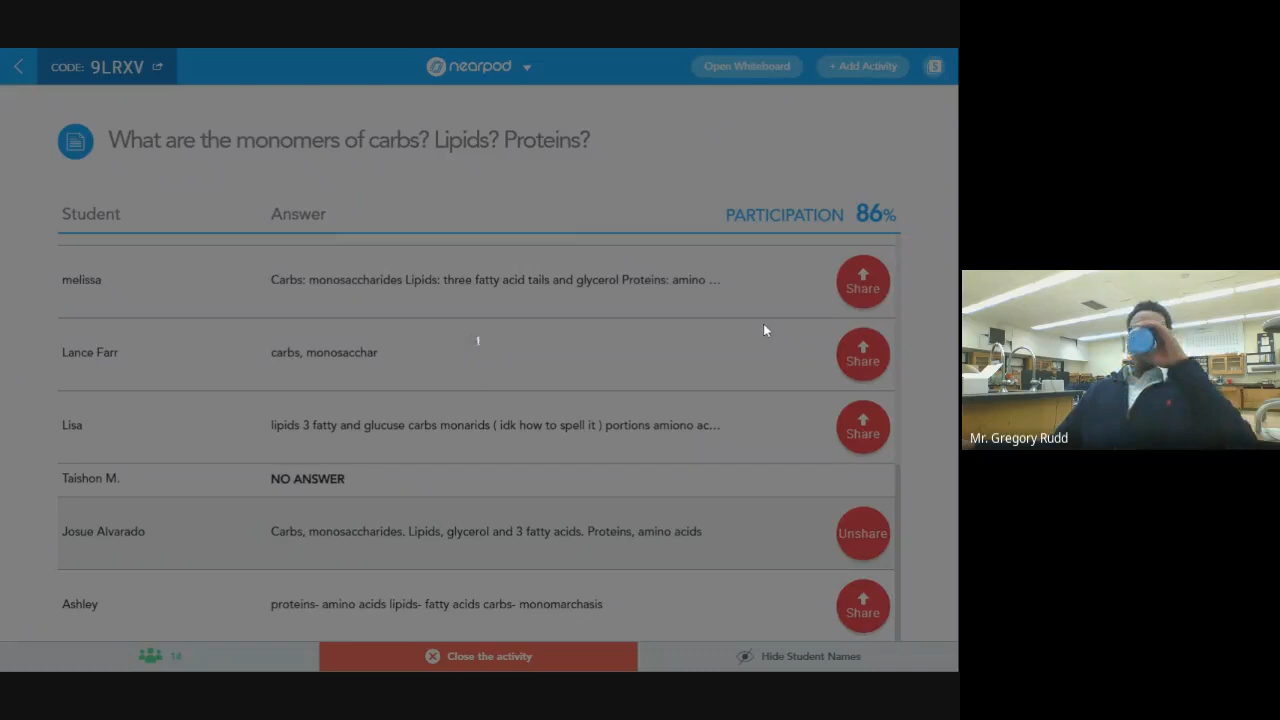 CODE: 9LRXV
nearpod
Open Whiteboard
+ Add Activity
5
What are the monomers of carbs? Lipids? Proteins?
Student Answer PARTICIPATION 86%
melissa Carbs: monosaccharides Lipids: three fatty acid tails and glycerol Proteins: amino ... Share
Lance Farr carbs, monosacchar Share
Lisa lipids 3 fatty and glucuse carbs monarids ( idk how to spell it ) portions amiono ac... Share
Taishon M. NO ANSWER
Josue Alvarado Carbs, monosaccharides. Lipids, glycerol and 3 fatty acids. Proteins, amino acids Unshare
Ashley proteins- amino acids lipids- fatty acids carbs- monomarchasis Share
14 Close the activity Hide Student Names
Mr. Gregory Rudd